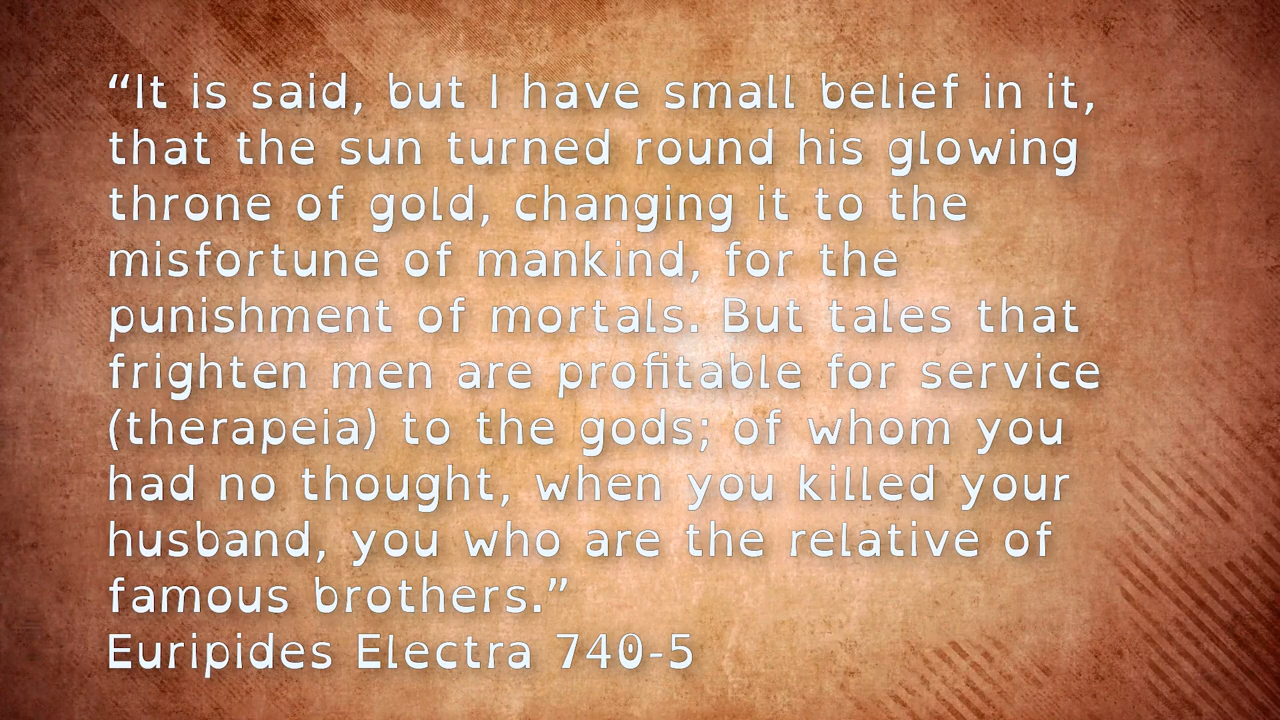 “It is said, but I have small belief in it,
that the sun turned round his glowing
throne of gold, changing it to the
misfortune of mankind, for the
punishment of mortals. But tales that
frighten men are profitable for service
(therapeia) to the gods; of whom you
had no thought, when you killed your
husband, you who are the relative of
famous brothers.”
Euripides Electra 740-5